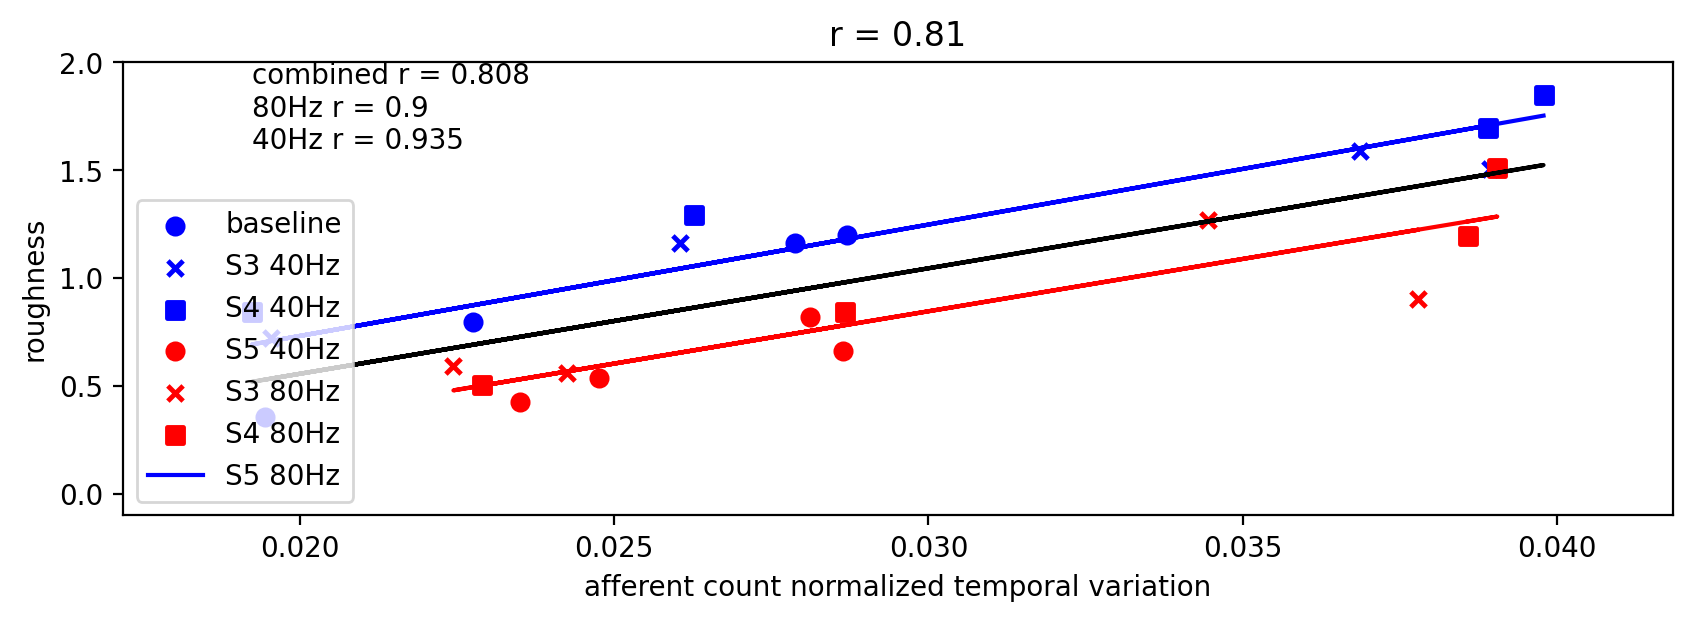 r = 0.81
combined r = 0.808
80Hz r = 0.9
40Hz r = 0.935
2.0
1.5
1.0
0.5
0.0
roughness
baseline
S3 40Hz
S4 40Hz
S5 40Hz
S3 80Hz
S4 80Hz
S5 80Hz
0.020 0.025 0.030 0.035 0.040
afferent count normalized temporal variation